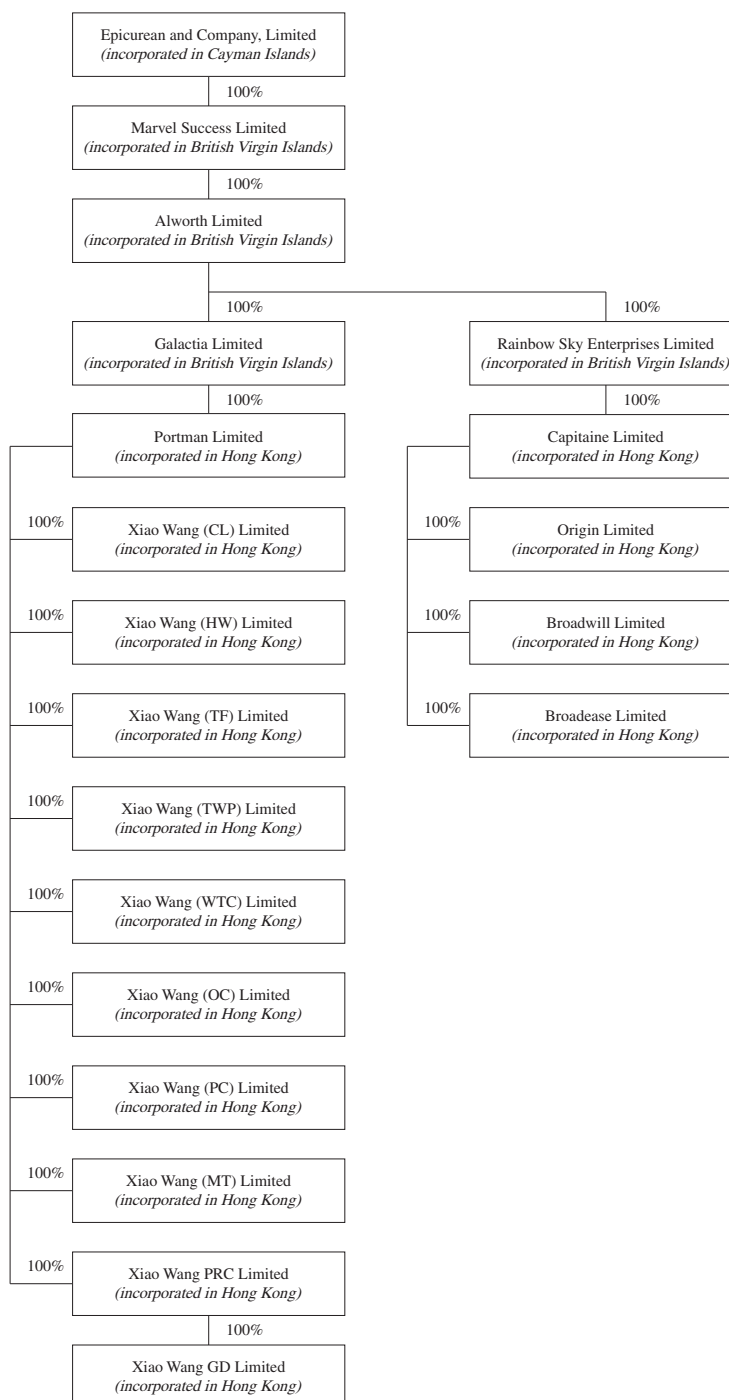 Epicurean and Company, Limited
(incorporated in Cayman Islands)
100%
Marvel Success Limited
(incorporated in British Virgin Islands)
100%
Alworth Limited
(incorporated in British Virgin Islands)
100%
100%
Galactia Limited
(incorporated in British Virgin Islands)
Rainbow Sky Enterprises Limited
(incorporated in British Virgin Islands)
100%
100%
Portman Limited
(incorporated in Hong Kong)
Capitaine Limited
(incorporated in Hong Kong)
100%
Xiao Wang (CL) Limited
(incorporated in Hong Kong)
100%
Origin Limited
(incorporated in Hong Kong)
100%
Xiao Wang (HW) Limited
(incorporated in Hong Kong)
100%
Broadwill Limited
(incorporated in Hong Kong)
100%
Xiao Wang (TF) Limited
(incorporated in Hong Kong)
100%
Broadease Limited
(incorporated in Hong Kong)
100%
Xiao Wang (TWP) Limited
(incorporated in Hong Kong)
100%
Xiao Wang (WTC) Limited
(incorporated in Hong Kong)
100%
Xiao Wang (OC) Limited
(incorporated in Hong Kong)
100%
Xiao Wang (PC) Limited
(incorporated in Hong Kong)
100%
Xiao Wang (MT) Limited
(incorporated in Hong Kong)
100%
Xiao Wang PRC Limited
(incorporated in Hong Kong)
100%
Xiao Wang GD Limited
(incorporated in Hong Kong)